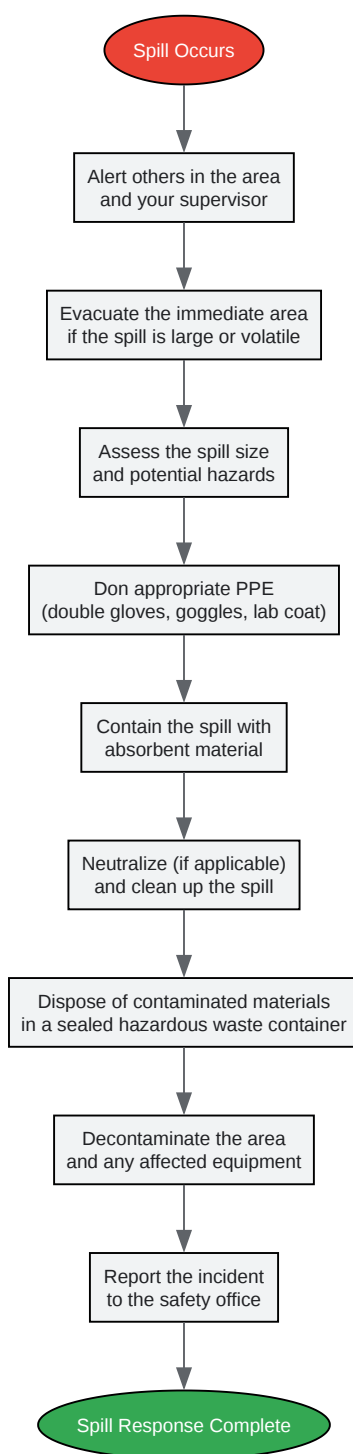 Spill Occurs
Alert others in the area
and your supervisor
Evacuate the immediate area
if the spill is large or volatile
Assess the spill size
and potential hazards
Don appropriate PPE
(double gloves, goggles, lab coat)
Contain the spill with
absorbent material
Neutralize (if applicable)
and clean up the spill
Dispose of contaminated materials
in a sealed hazardous waste container
Decontaminate the area
and any affected equipment
Report the incident
to the safety office
Spill Response Complete